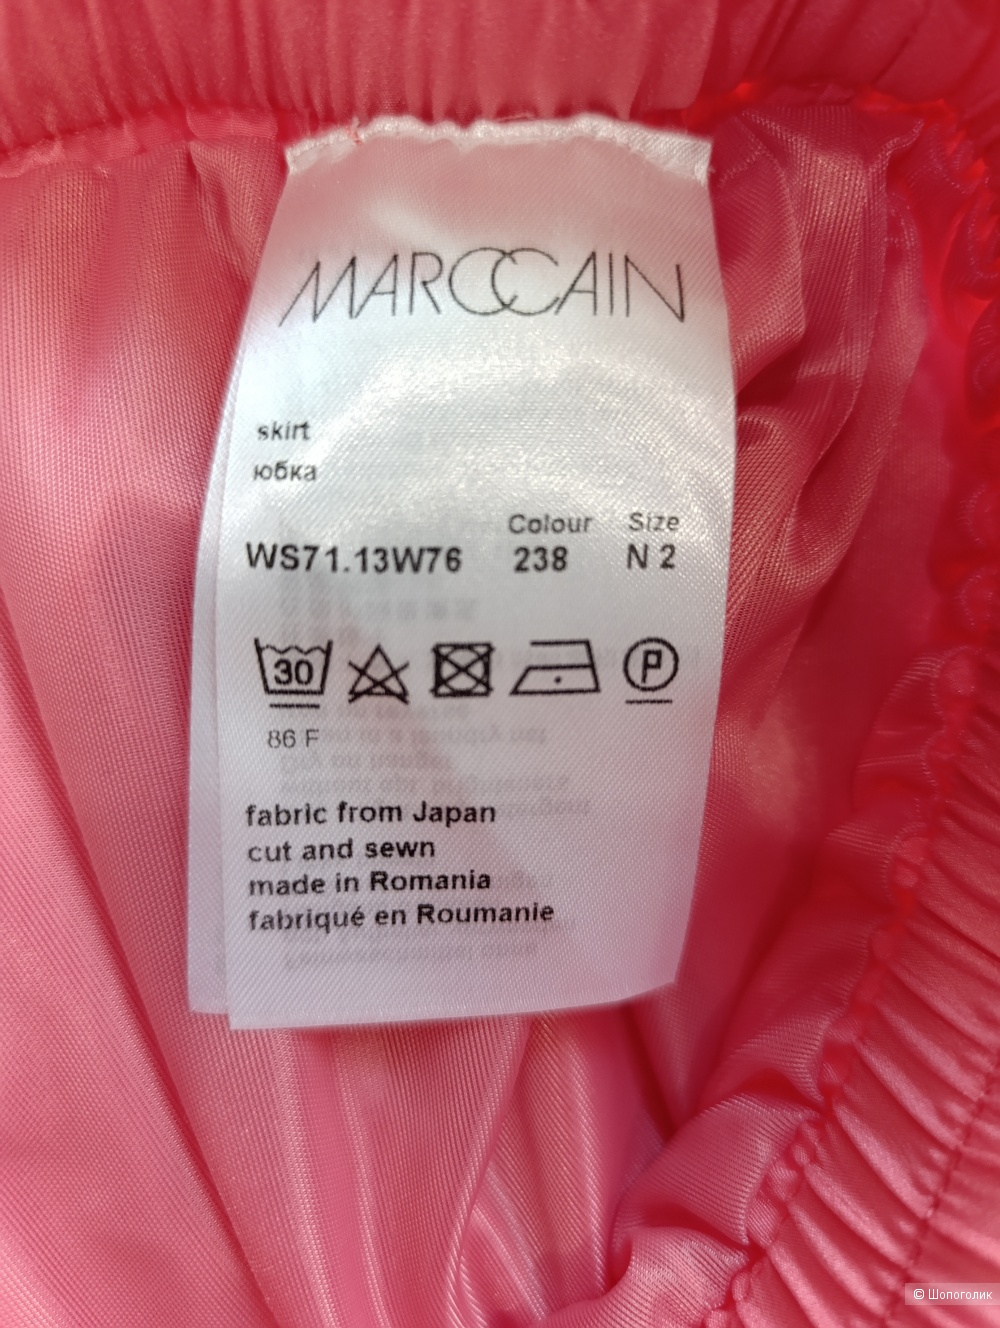 MARCCAIN
skirt
юбка
Colour Size
WS71.13W76 238 N 2
30 P
86 F
fabric from Japan
cut and sewn
made in Romania
fabriqué en Roumanie
© Шопоголик